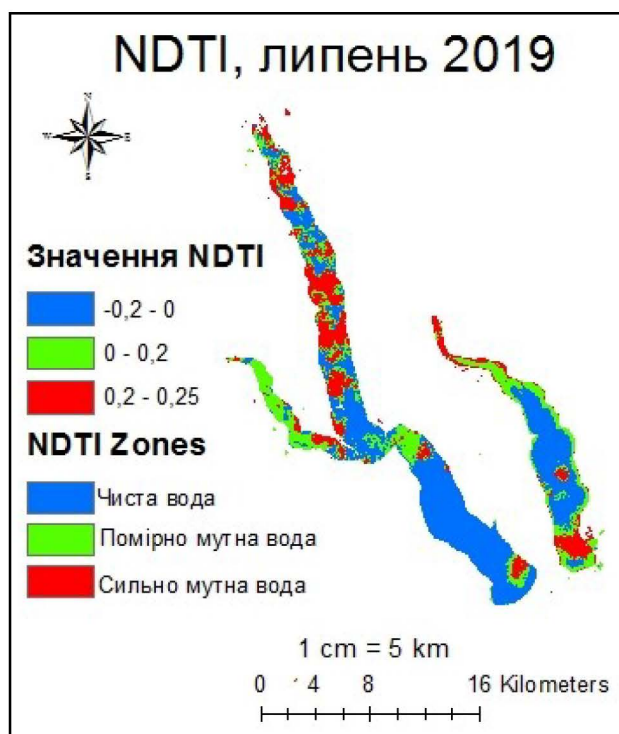 NDTI, липень 2019
N
W E
S
Значення NDTI
-0,2 - 0
0 - 0,2
0,2 - 0,25
NDTI Zones
Чиста вода
Помірно мутна вода
Сильно мутна вода
1 cm = 5 km
0 4 8 16 Kilometers